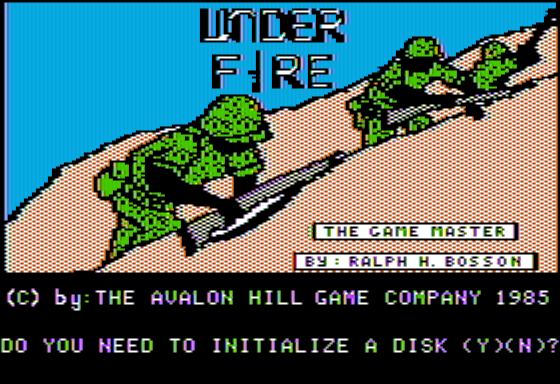 UNDER
FIRE
THE GAME MASTER
BY: RALPH H. BOSSON
(C) by:THE AVALON HILL GAME COMPANY 1985
DO YOU NEED TO INITIALIZE A DISK (Y)(N)?